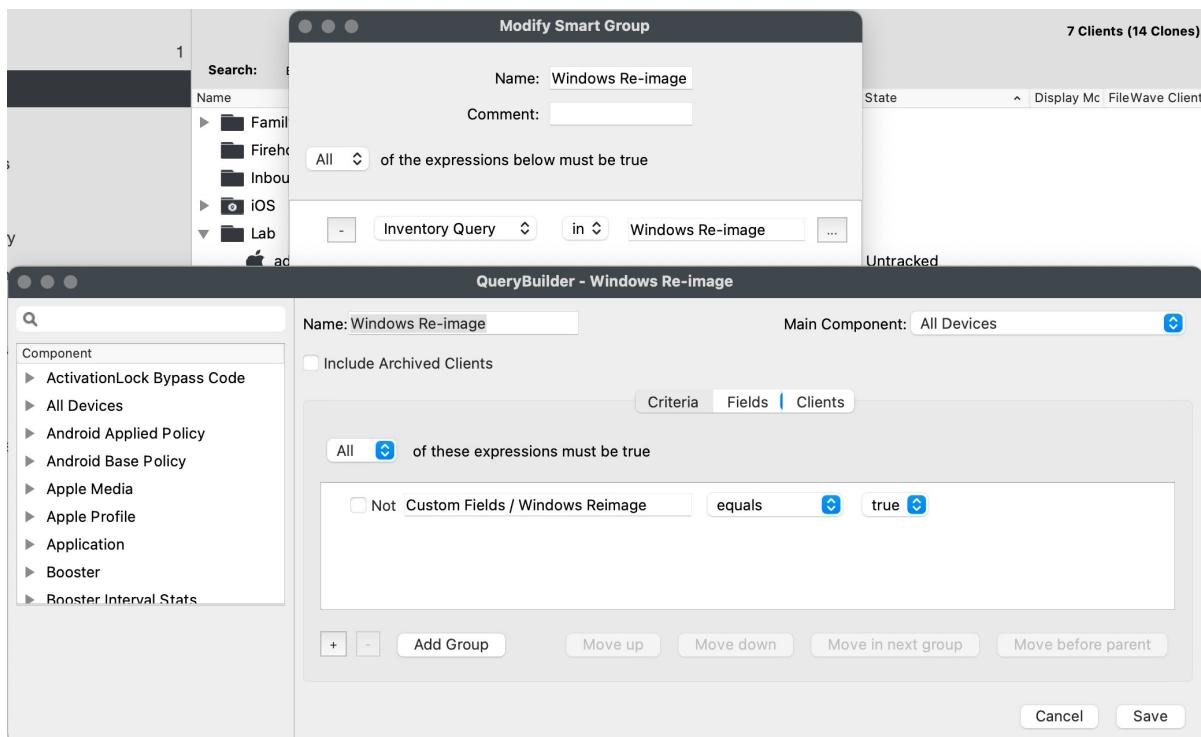 Modify Smart Group
7 Clients (14 Clones)
1
Search:
Name: Windows Re-image
Name
State
Display Mc
FileWave Client
Comment:
Famil
Fireho
All of the expressions below must be true
Inbou
iOS
- Inventory Query in Windows Re-image ...
Lab
y
ad
Untracked
QueryBuilder - Windows Re-image
Name: Windows Re-image
Main Component: All Devices
Component
Include Archived Clients
ActivationLock Bypass Code
All Devices
Android Applied Policy
Android Base Policy
Apple Media
Apple Profile
Application
Booster
Booster Interval Stats
Criteria Fields Clients
All of these expressions must be true
Not Custom Fields / Windows Reimage equals true
+ - Add Group Move up Move down Move in next group Move before parent
Cancel Save